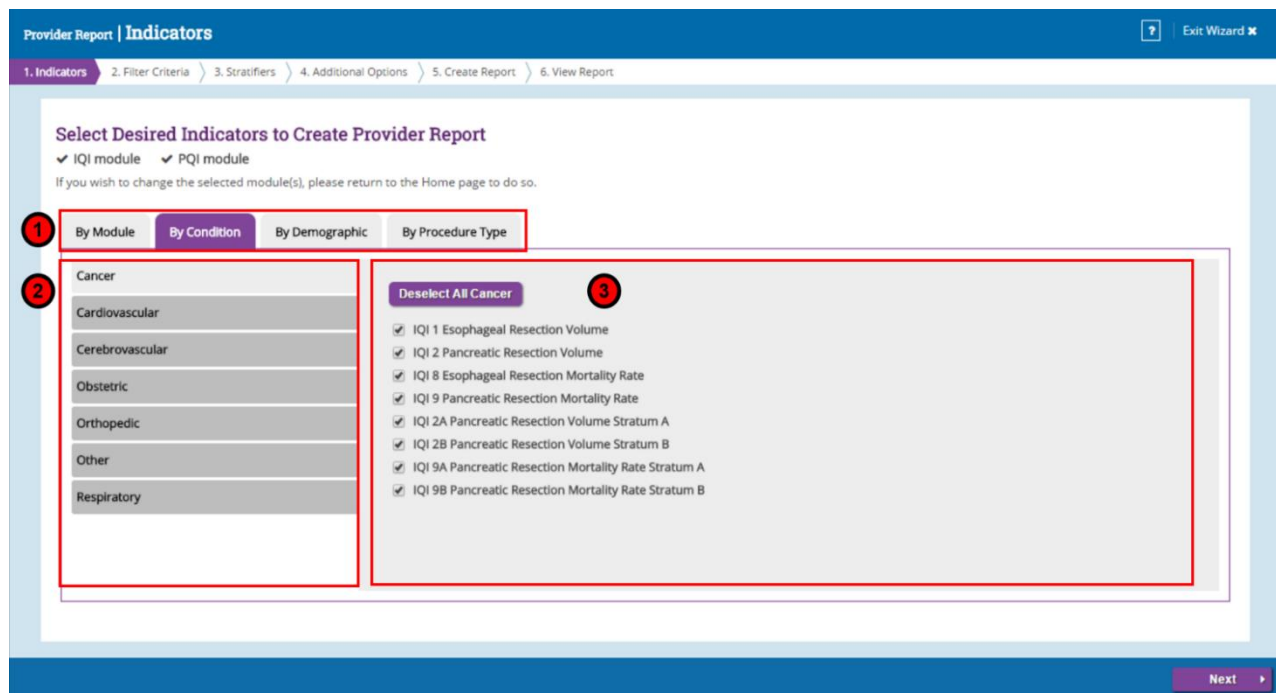 Provider Report | Indicators
? Exit Wizard ✖
1. Indicators 2. Filter Criteria 3. Stratifiers 4. Additional Options 5. Create Report 6. View Report
Select Desired Indicators to Create Provider Report
✔ IQI module ✔ PQI module
If you wish to change the selected module(s), please return to the Home page to do so.
1
By Module By Condition By Demographic By Procedure Type
2
Cancer
Cardiovascular
Cerebrovascular
Obstetric
Orthopedic
Other
Respiratory
Deselect All Cancer
3
IQI 1 Esophageal Resection Volume
IQI 2 Pancreatic Resection Volume
IQI 8 Esophageal Resection Mortality Rate
IQI 9 Pancreatic Resection Mortality Rate
IQI 2A Pancreatic Resection Volume Stratum A
IQI 2B Pancreatic Resection Volume Stratum B
IQI 9A Pancreatic Resection Mortality Rate Stratum A
IQI 9B Pancreatic Resection Mortality Rate Stratum B
Next